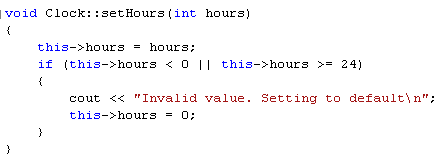 void Clock::setHours(int hours)
{
    this->hours = hours;
    if (this->hours < 0 || this->hours >= 24)
    {
        cout << "Invalid value. Setting to default\n";
        this->hours = 0;
    }
}